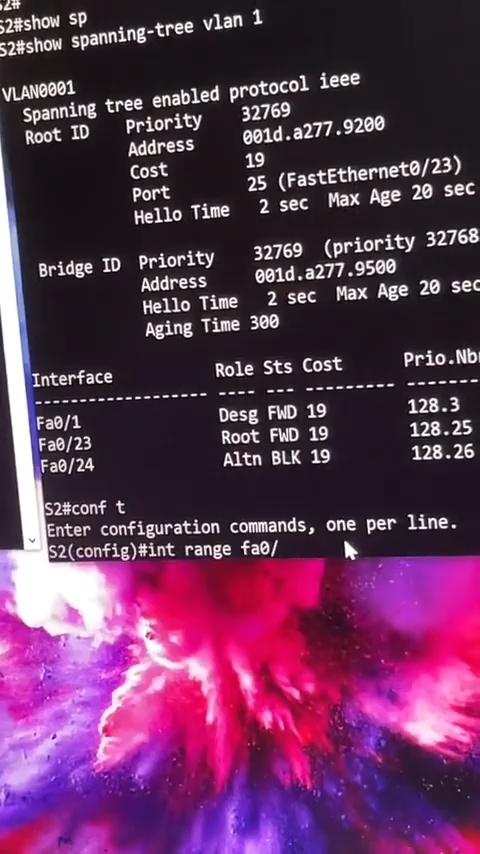 S2#
S2#show sp
S2#show spanning-tree vlan 1
VLAN0001
Spanning tree enabled protocol ieee
Root ID Priority 32769
Address 001d.a277.9200
Cost 19
Port 25 (FastEthernet0/23)
Hello Time 2 sec Max Age 20 sec
Bridge ID Priority 32769 (priority 32768
Address 001d.a277.9500
Hello Time 2 sec Max Age 20 sec
Aging Time 300
Interface Role Sts Cost Prio.Nb
------------------- ---- --- --------- -------
Fa0/1 Desg FWD 19 128.3
Fa0/23 Root FWD 19 128.25
Fa0/24 Altn BLK 19 128.26
S2#conf t
Enter configuration commands, one per line.
S2(config)#int range fa0/